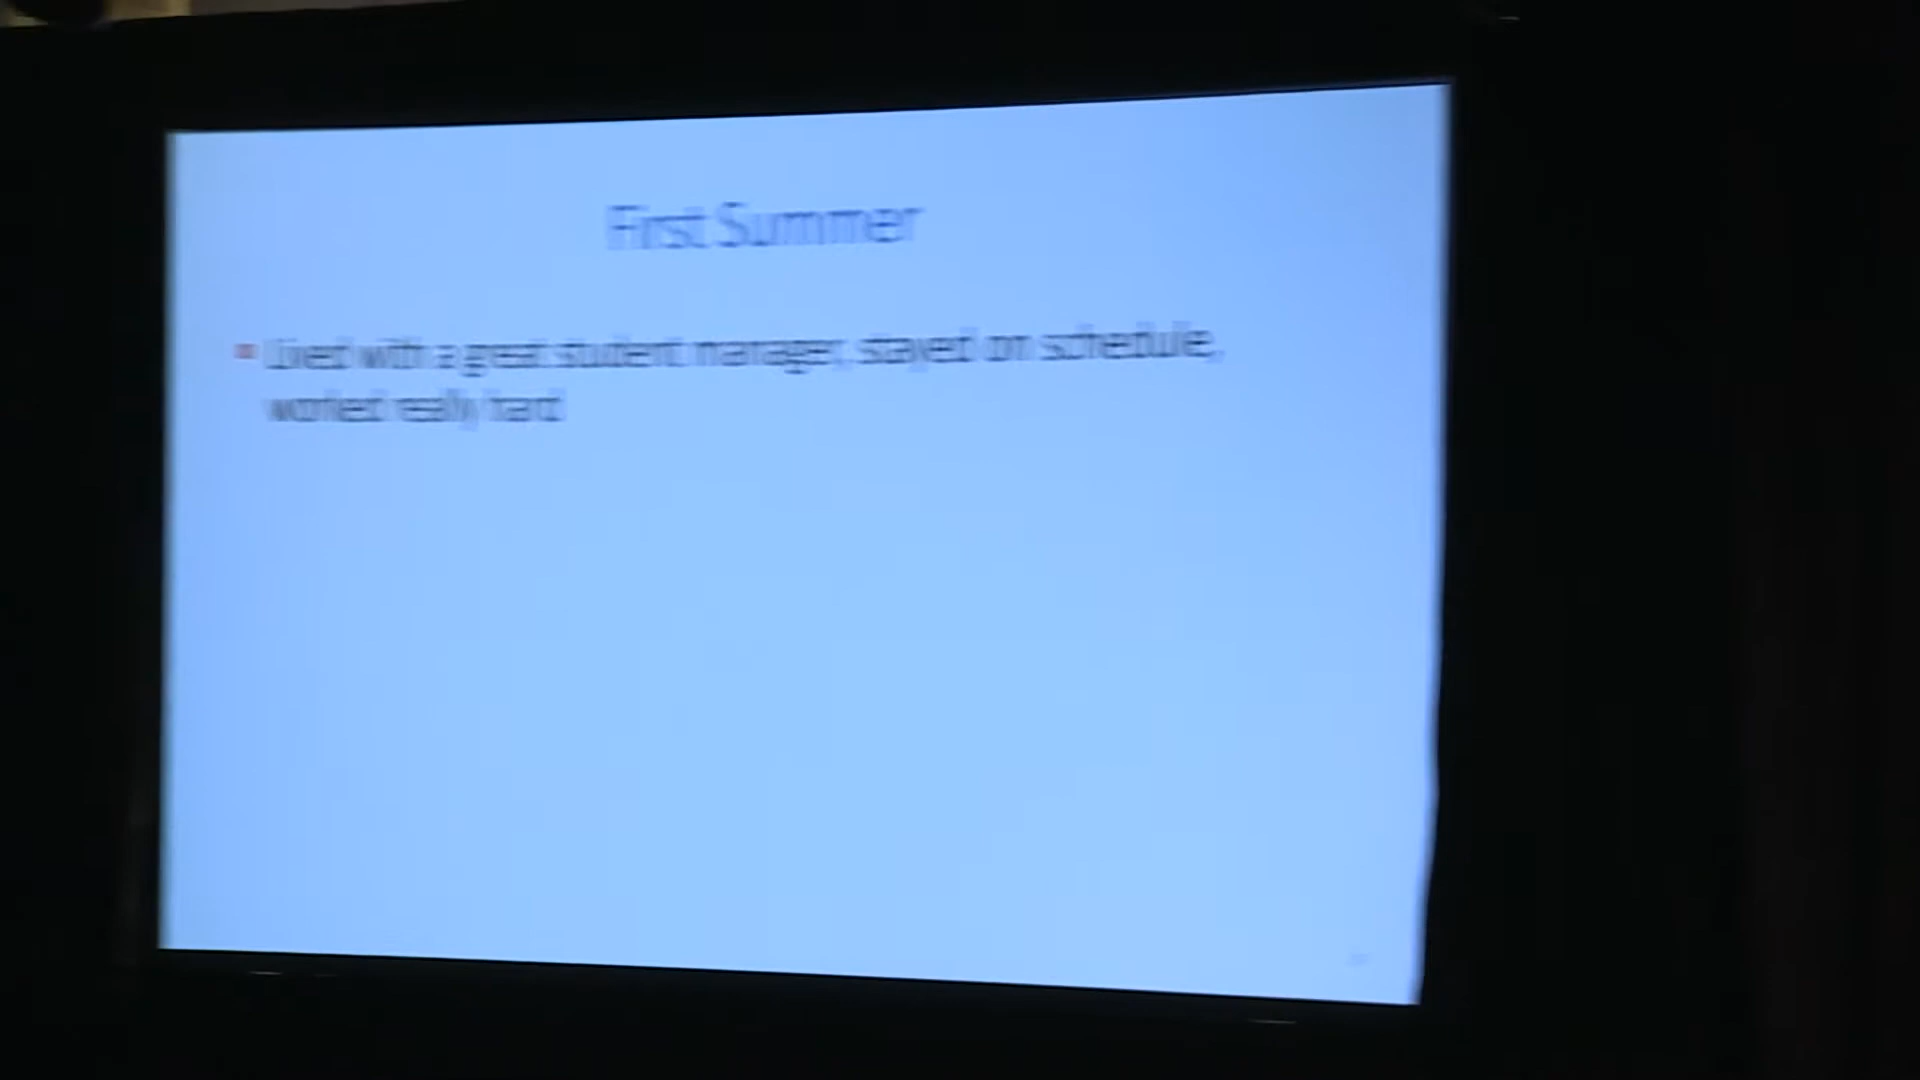 First Summer
Lived with a great student manager, stayed on schedule,
worked really hard